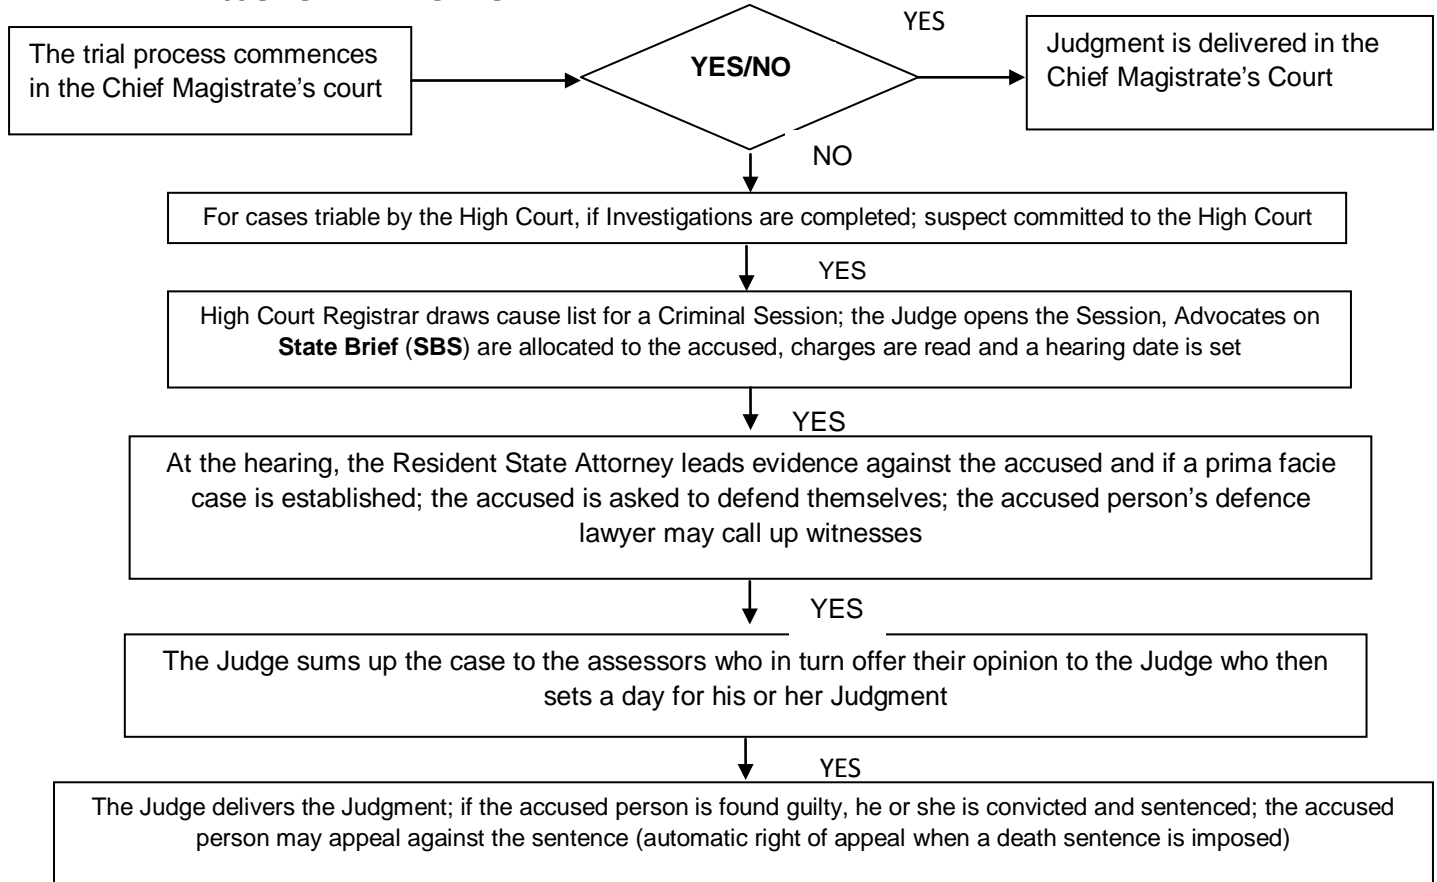 The trial process commences
in the Chief Magistrate’s court
YES/NO
YES
Judgment is delivered in the
Chief Magistrate’s Court
NO
For cases triable by the High Court, if Investigations are completed; suspect committed to the High Court
YES
High Court Registrar draws cause list for a Criminal Session; the Judge opens the Session, Advocates on
State Brief (SBS) are allocated to the accused, charges are read and a hearing date is set
YES
At the hearing, the Resident State Attorney leads evidence against the accused and if a prima facie
case is established; the accused is asked to defend themselves; the accused person’s defence
lawyer may call up witnesses
YES
The Judge sums up the case to the assessors who in turn offer their opinion to the Judge who then
sets a day for his or her Judgment
YES
The Judge delivers the Judgment; if the accused person is found guilty, he or she is convicted and sentenced; the accused
person may appeal against the sentence (automatic right of appeal when a death sentence is imposed)